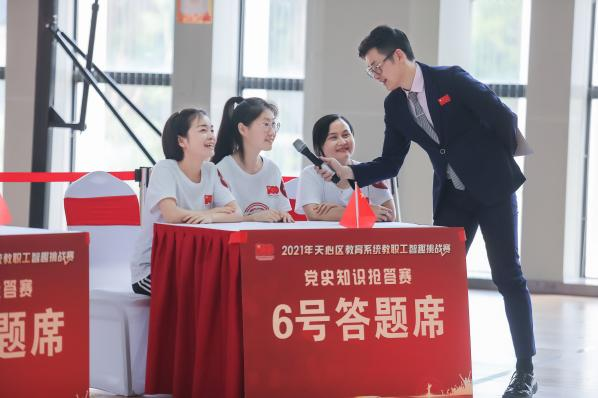 2021年天心区教育系统教职工智趣挑战赛
党史知识抢答赛
6号答题席
统教职工智趣挑战赛
答赛
题席